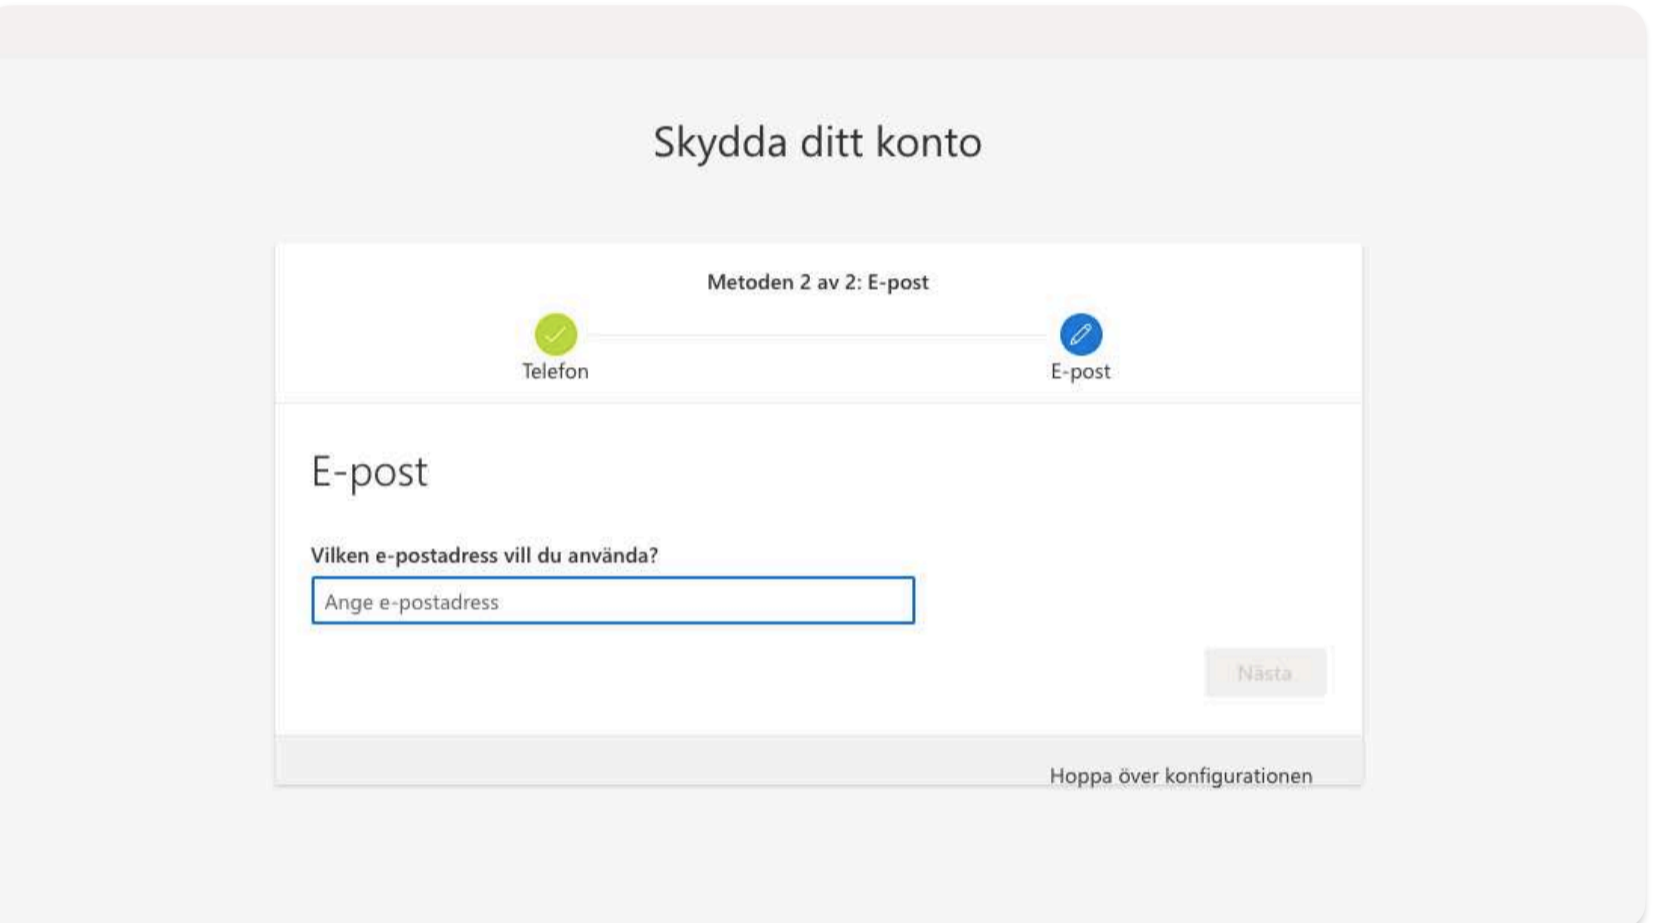 Skydda ditt konto
Metoden 2 av 2: E-post
Telefon
E-post
E-post
Vilken e-postadress vill du använda?
Ange e-postadress
Nästa
Hoppa över konfigurationen